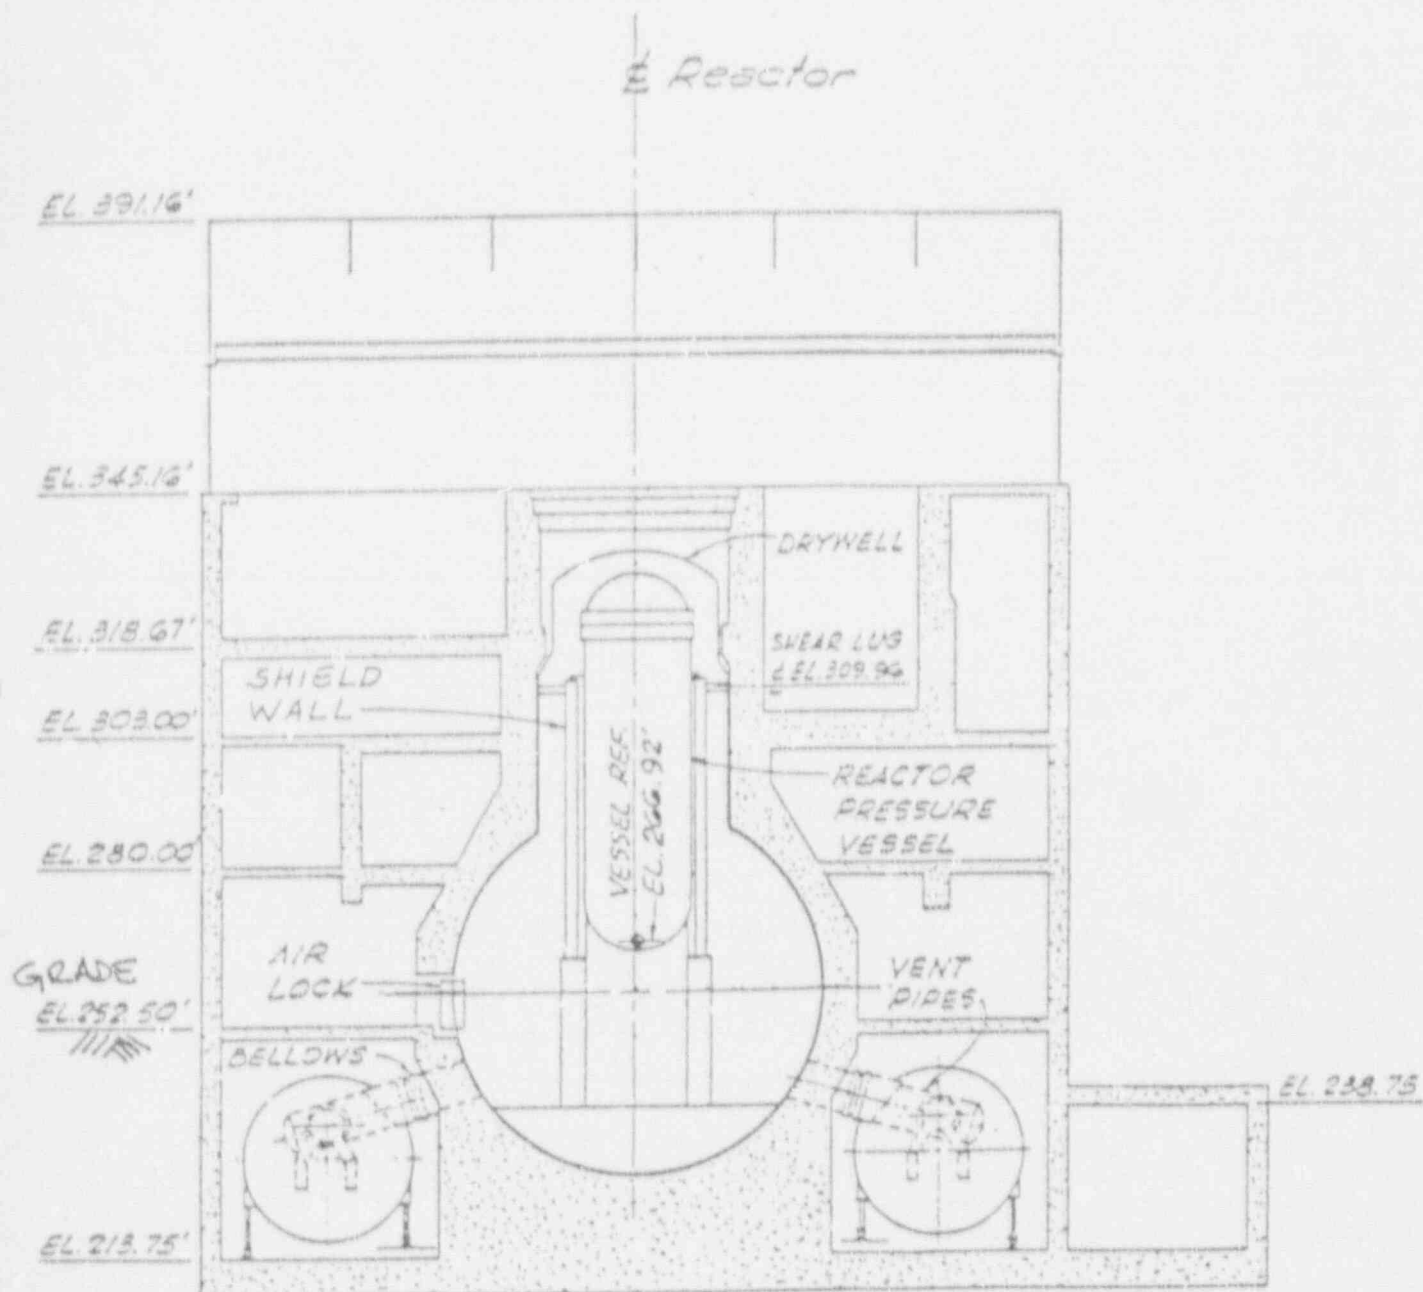 ℄ Reactor
EL. 391.16'
EL. 345.16'
DRYWELL
EL. 318.67'
SHEAR LUG
℄ EL. 309.96
SHIELD
WALL
EL. 303.00'
VESSEL REF.
EL. 266.92'
REACTOR
PRESSURE
VESSEL
EL. 280.00'
AIR
LOCK
VENT
PIPES
GRADE
EL. 252.50'
BELLOWS
EL. 238.75
EL. 213.75'